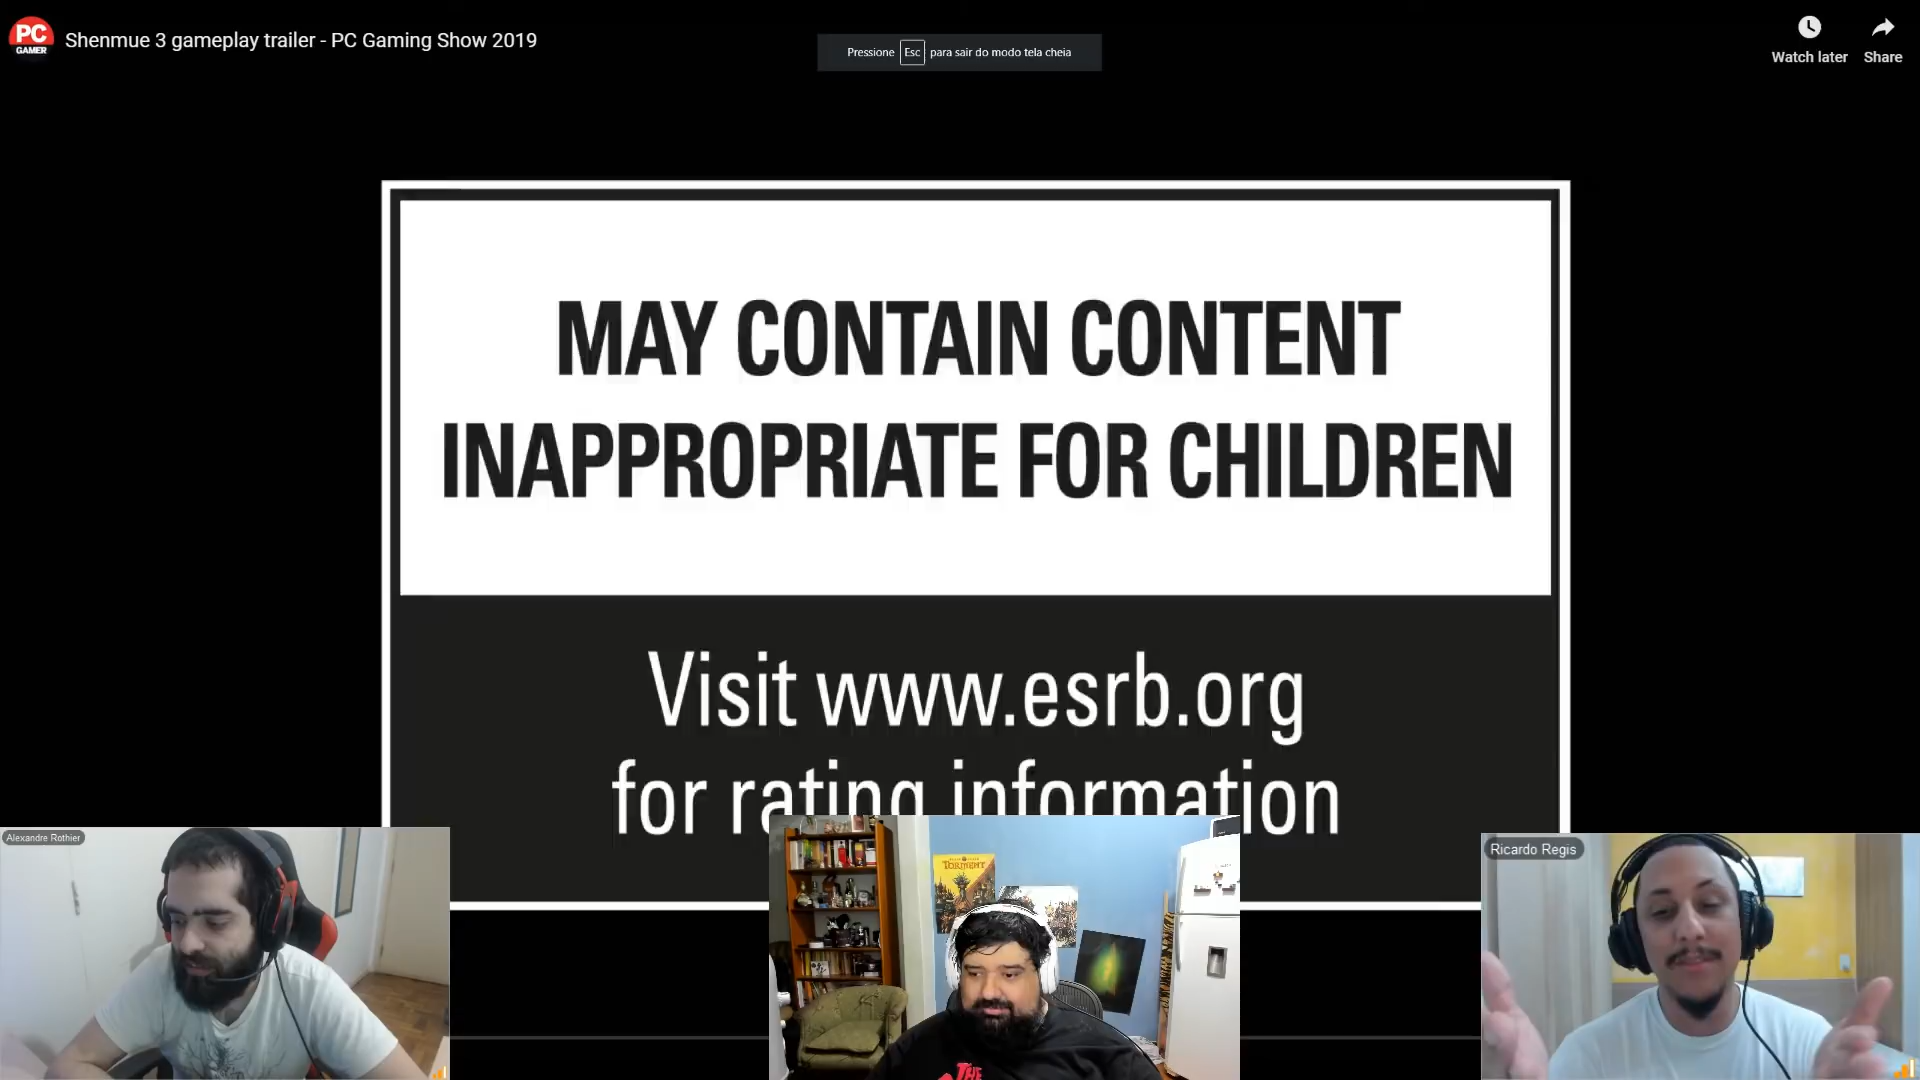 PC
GAMER
Shenmue 3 gameplay trailer - PC Gaming Show 2019
Pressione Esc para sair do modo tela cheia
Watch later
Share
MAY CONTAIN CONTENT
INAPPROPRIATE FOR CHILDREN
Visit www.esrb.org
for rating information
Alexandre Rothier
TORMENT
Ricardo Regis
THE